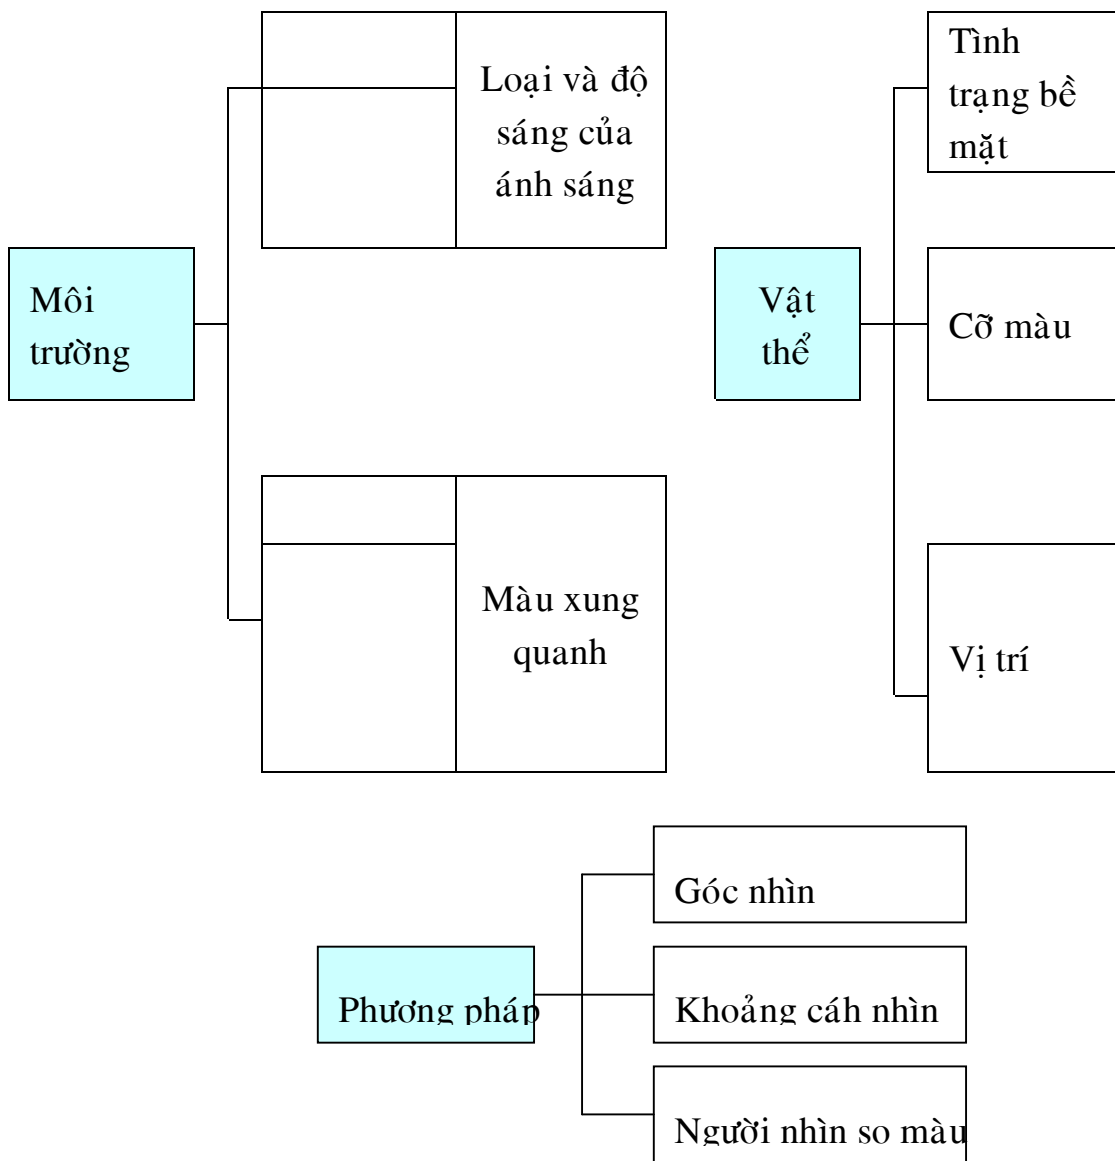 Loại và độ
sáng của
ánh sáng
Môi
trường
Màu xung
quanh
Tình
trạng bề
mặt
Vật
thể
Cỡ màu
Vị trí
Góc nhìn
Phương pháp
Khoảng cáh nhìn
Người nhìn so màu